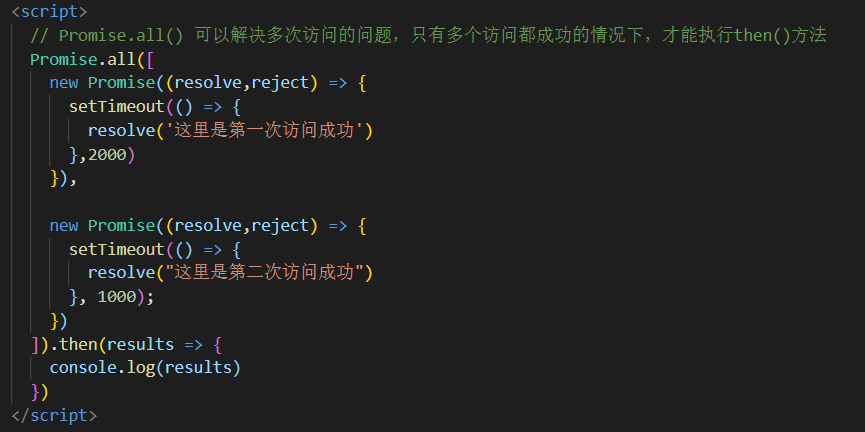 <script>
  // Promise.all() 可以解决多次访问的问题，只有多个访问都成功的情况下，才能执行then()方法
  Promise.all([
    new Promise((resolve,reject) => {
      setTimeout(() => {
        resolve('这里是第一次访问成功')
      },2000)
    }),

    new Promise((resolve,reject) => {
      setTimeout(() => {
        resolve("这里是第二次访问成功")
      }, 1000);
    })
  ]).then(results => {
    console.log(results)
  })
</script>